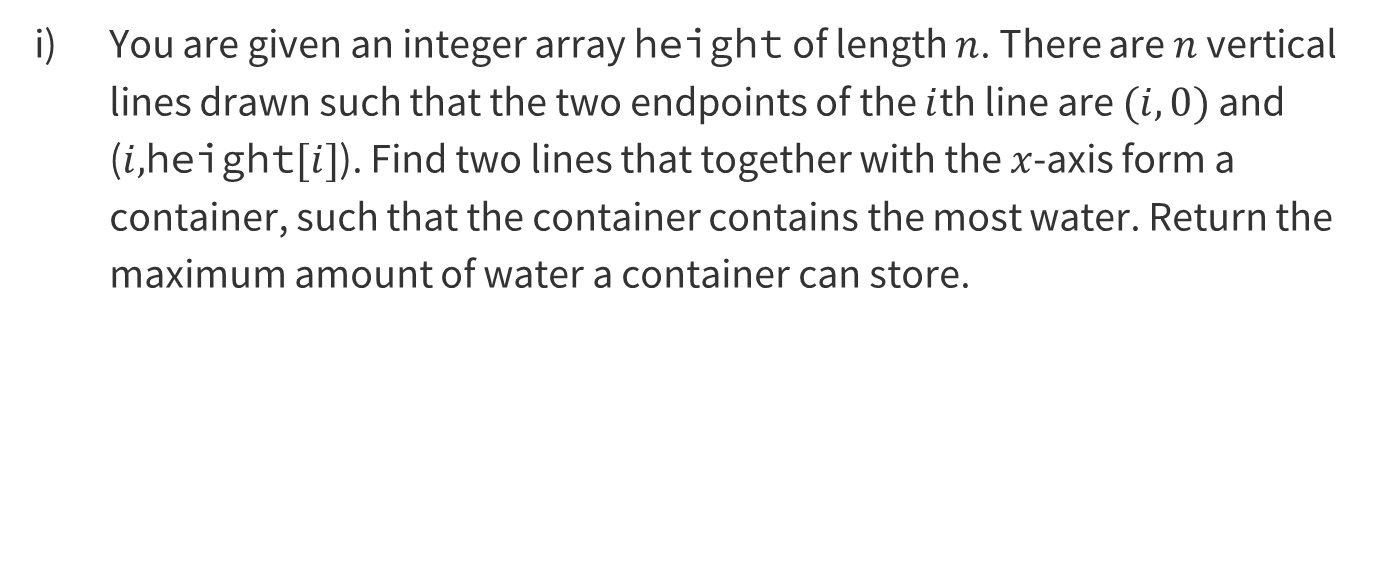 i) You are given an integer array height of length n. There are n vertical
lines drawn such that the two endpoints of the ith line are (i, 0) and
(i,height[i]). Find two lines that together with the x-axis form a
container, such that the container contains the most water. Return the
maximum amount of water a container can store.